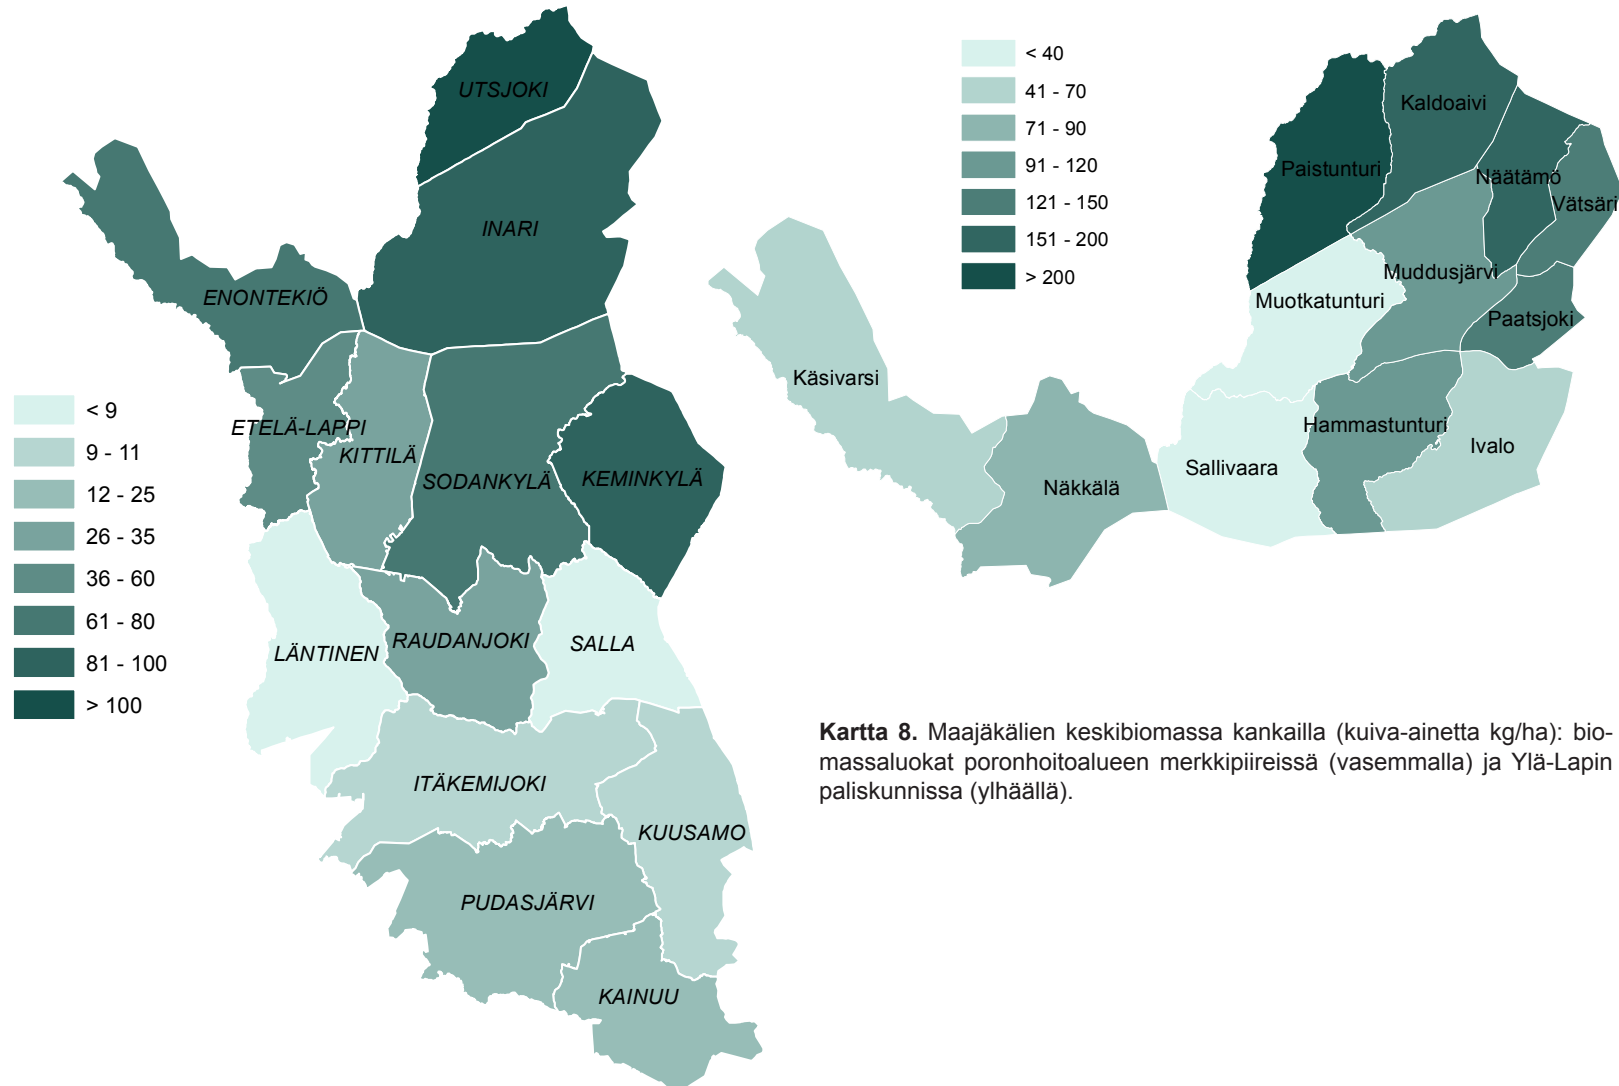 UTSJOKI
INARI
ENONTEKIÖ
ETELÄ-LAPPI
KITTILÄ
SODANKYLÄ
KEMINKYLÄ
LÄNTINEN
RAUDANJOKI
SALLA
ITÄKEMIJOKI
KUUSAMO
PUDASJÄRVI
KAINUU
< 9
9 - 11
12 - 25
26 - 35
36 - 60
61 - 80
81 - 100
> 100
< 40
41 - 70
71 - 90
91 - 120
121 - 150
151 - 200
> 200
Kaldoaivi
Paistunturi
Näätämö
Vätsäri
Muddusjärvi
Muotkatunturi
Paatsjoki
Käsivarsi
Hammastunturi
Ivalo
Sallivaara
Näkkälä
Kartta 8. Maajäkälien keskibiomassa kankailla (kuiva-ainetta kg/ha): bio-
massaluokat poronhoitoalueen merkkipiireissä (vasemmalla) ja Ylä-Lapin
paliskunnissa (ylhäällä).